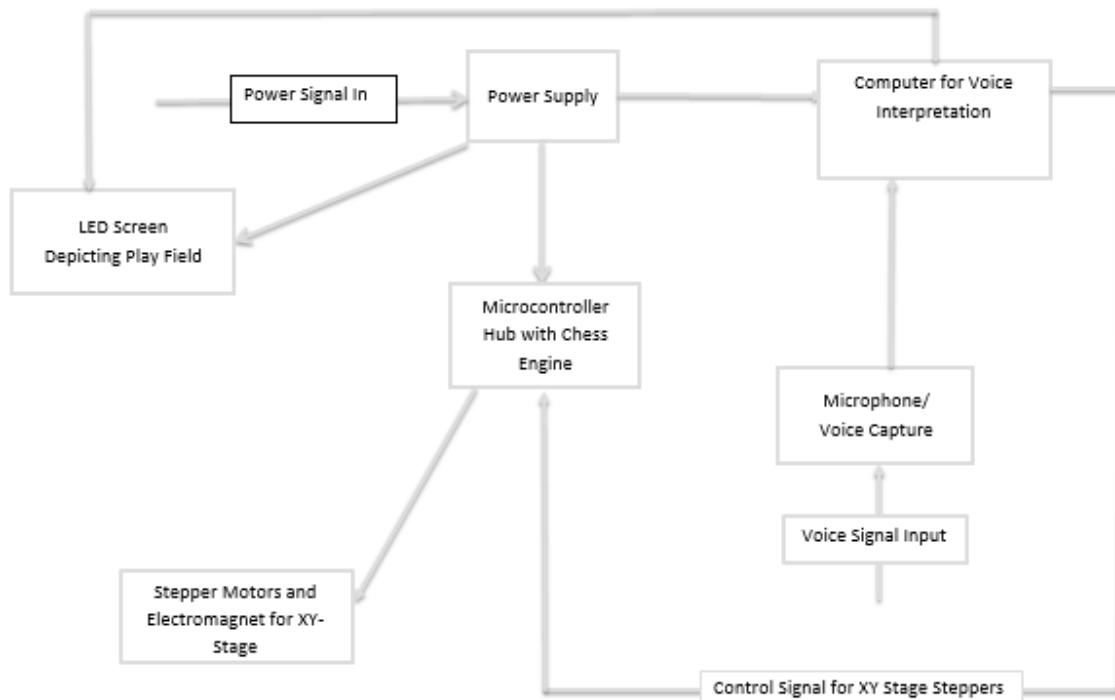 Power Signal In
Power Supply
Computer for Voice
Interpretation
LED Screen
Depicting Play Field
Microcontroller
Hub with Chess
Engine
Microphone/
Voice Capture
Voice Signal Input
Stepper Motors and
Electromagnet for XY-
Stage
Control Signal for XY Stage Steppers